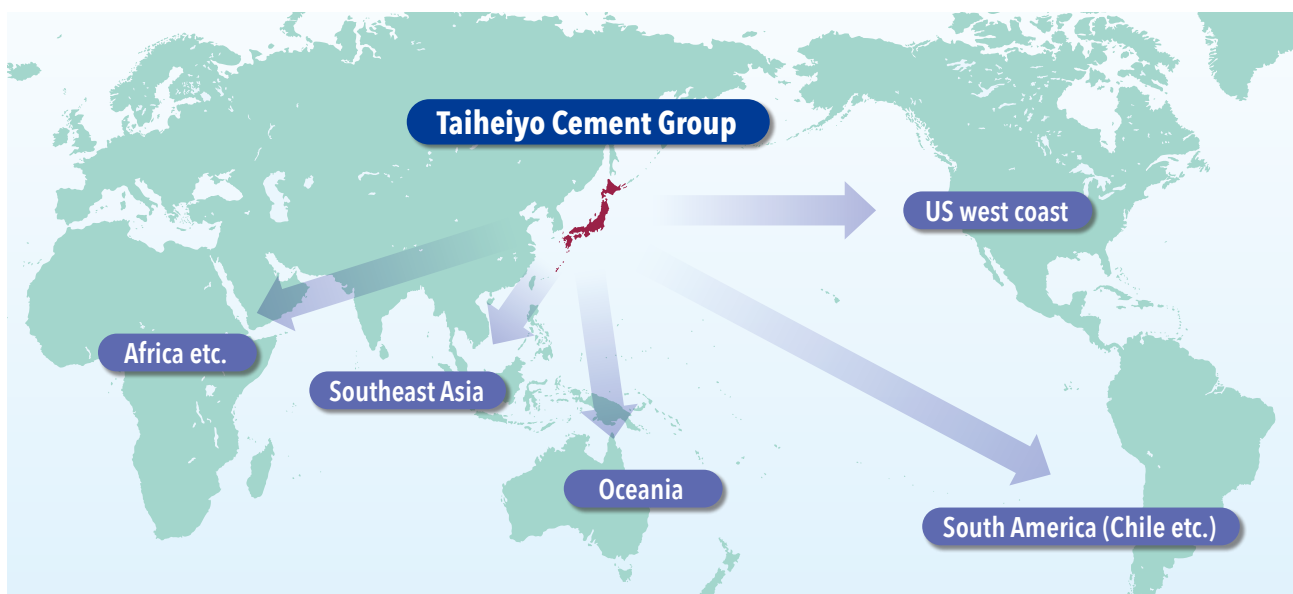 Taiheiyo Cement Group
US west coast
Africa etc.
Southeast Asia
Oceania
South America (Chile etc.)